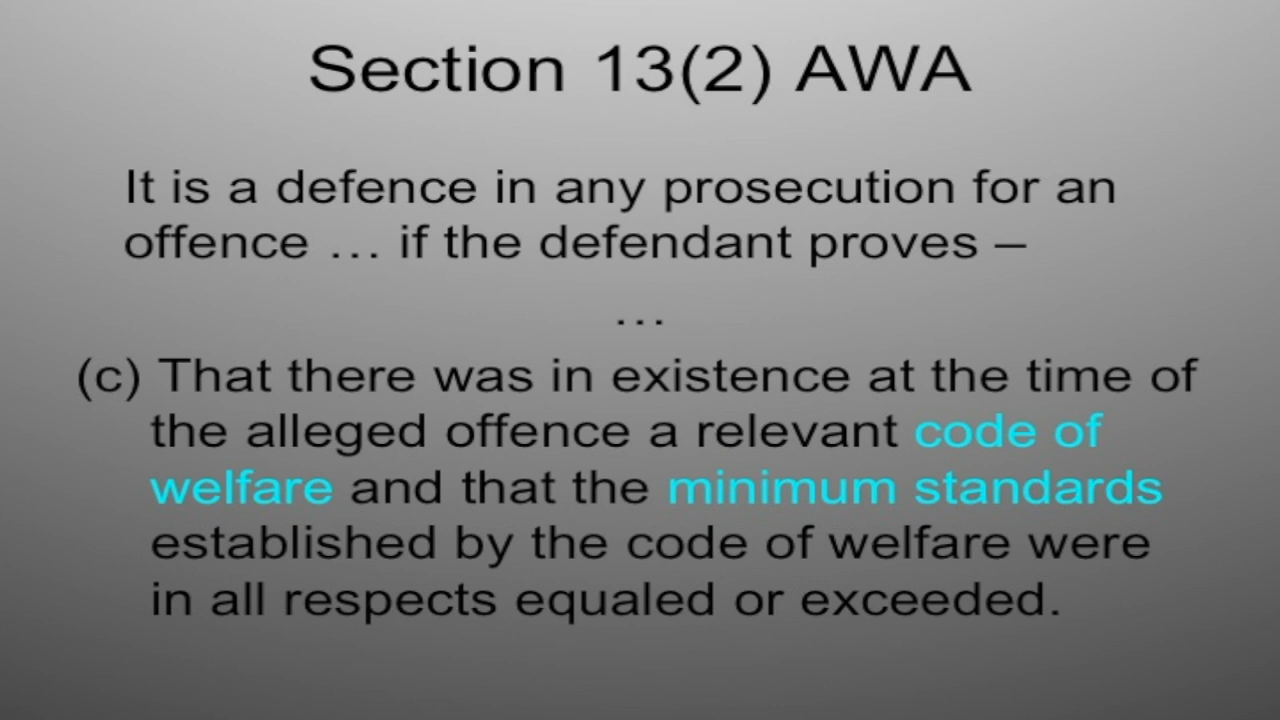 Section 13(2) AWA
It is a defence in any prosecution for an
offence … if the defendant proves –
…
(c) That there was in existence at the time of
the alleged offence a relevant code of
welfare and that the minimum standards
established by the code of welfare were
in all respects equaled or exceeded.